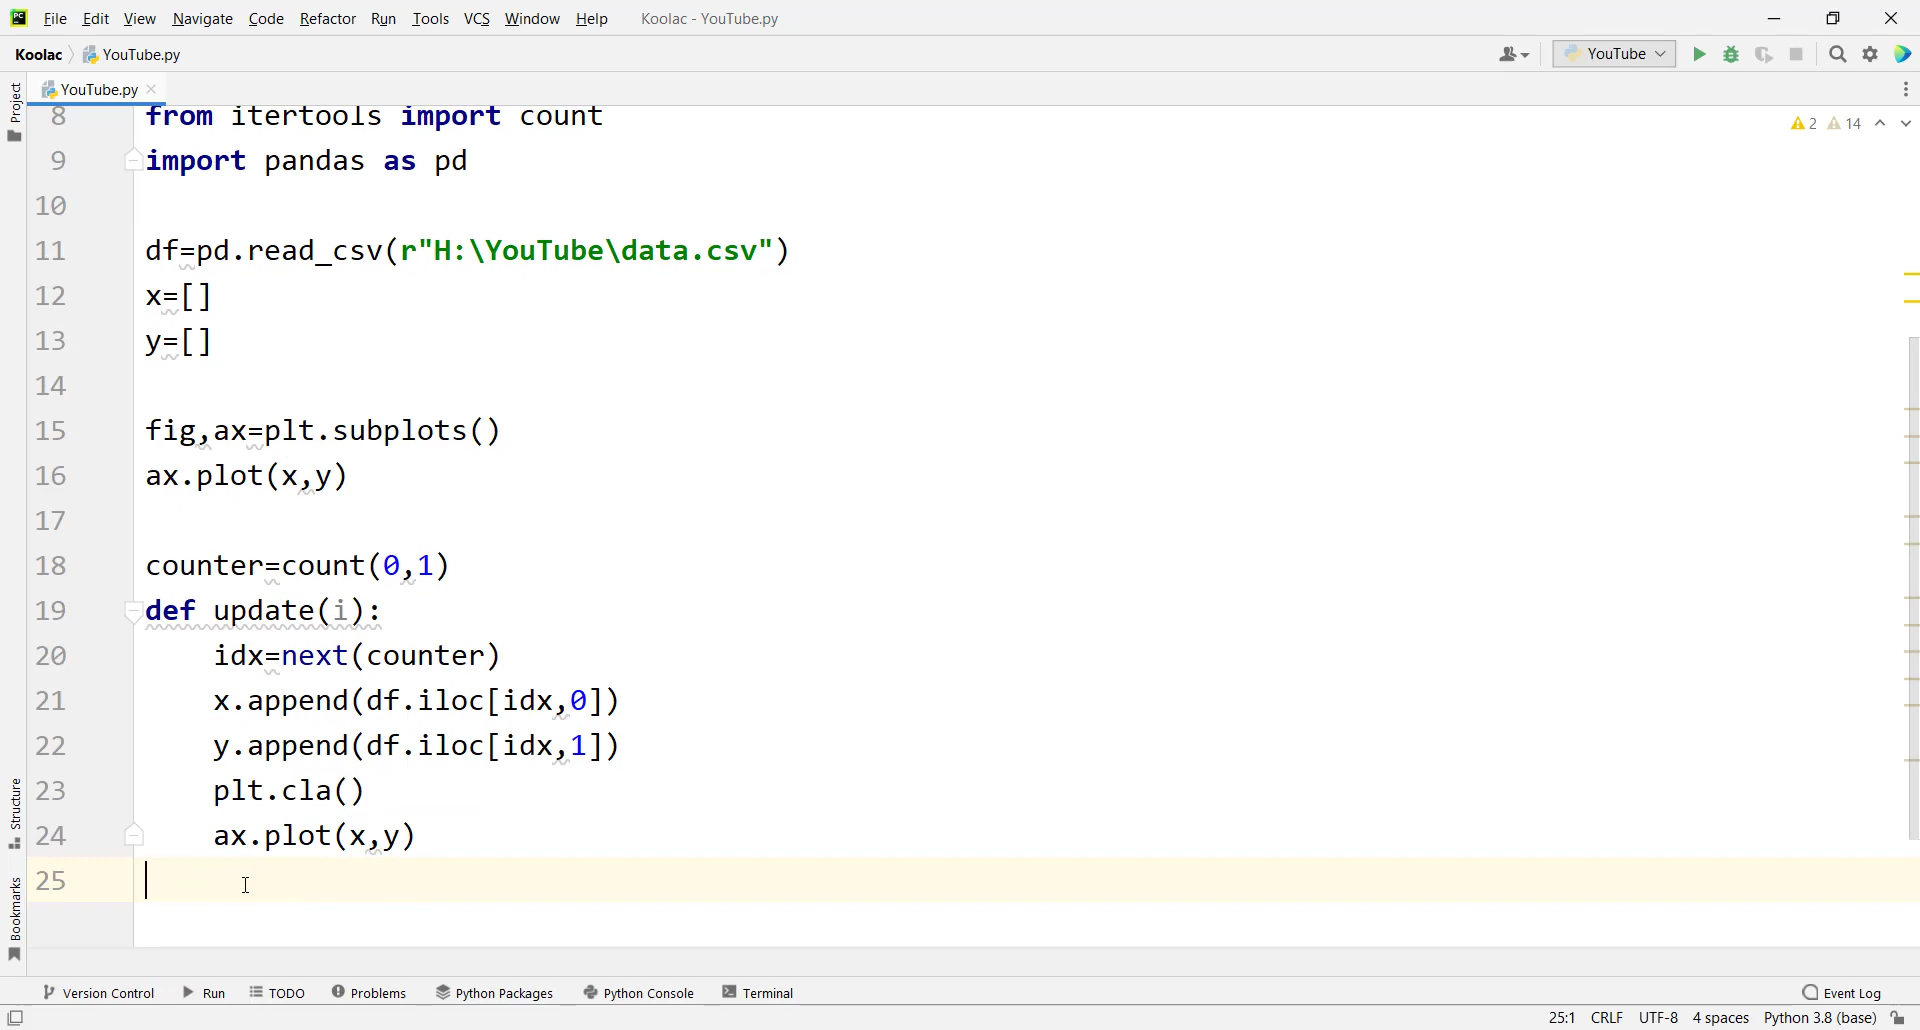 PC File Edit View Navigate Code Refactor Run Tools VCS Window Help Koolac - YouTube.py
Koolac YouTube.py YouTube
YouTube.py
Project
2 14
8 from itertools import count
9 import pandas as pd
10
11 df=pd.read_csv(r"H:\YouTube\data.csv")
12 x=[]
13 y=[]
14
15 fig,ax=plt.subplots()
16 ax.plot(x,y)
17
18 counter=count(0,1)
19 def update(i):
20 idx=next(counter)
21 x.append(df.iloc[idx,0])
22 y.append(df.iloc[idx,1])
23 plt.cla()
24 ax.plot(x,y)
25
Structure
Bookmarks
Version Control Run TODO Problems Python Packages Python Console Terminal Event Log
25:1 CRLF UTF-8 4 spaces Python 3.8 (base)